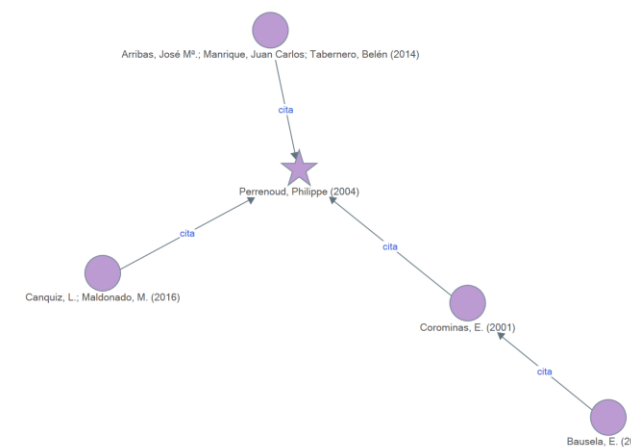 Arribas, José Mª.; Manrique, Juan Carlos; Tabernero, Belén (2014)
cita
Perrenoud, Philippe (2004)
cita
cita
Canquiz, L.; Maldonado, M. (2016)
Corominas, E. (2001)
cita
Bausela, E.